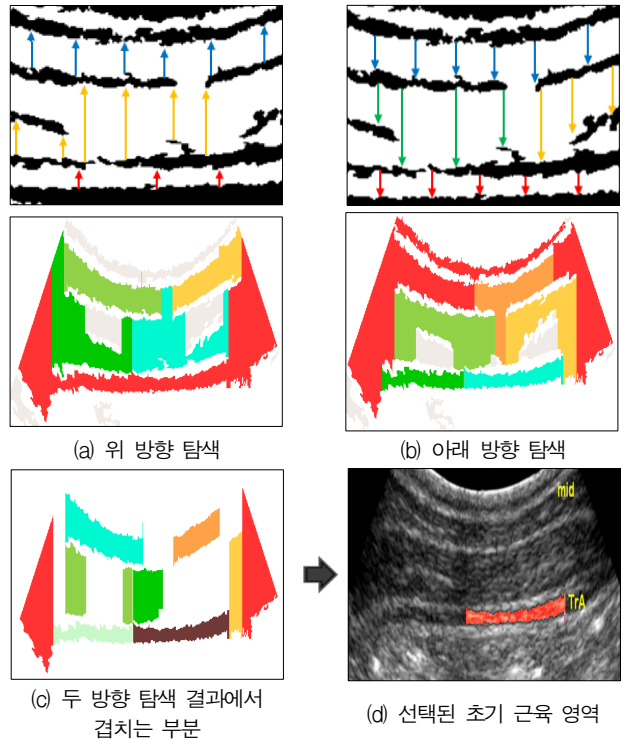 (a) 위 방향 탐색
(b) 아래 방향 탐색
mid
TrA
(c) 두 방향 탐색 결과에서
겹치는 부분
(d) 선택된 초기 근육 영역